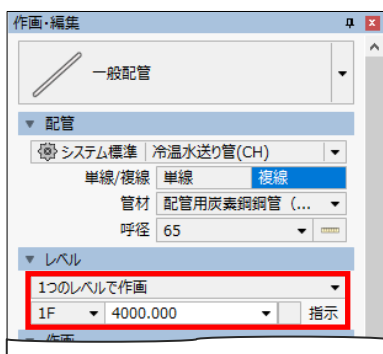 作画・編集
一般配管
配管
システム標準 冷温水送り管(CH)
単線/複線 単線 複線
管材 配管用炭素鋼鋼管 (...
呼径 65
レベル
1つのレベルで作画
1F 4000.000 指示
作画